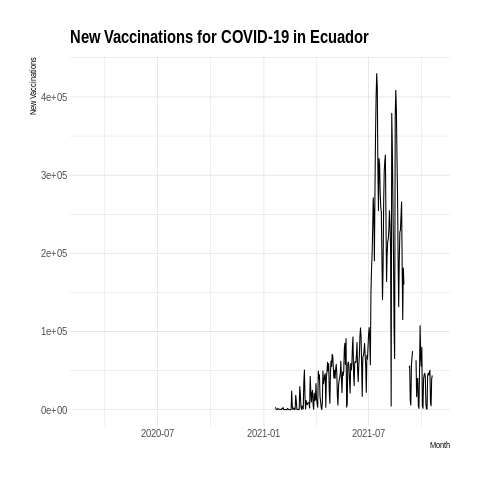 New Vaccinations for COVID-19 in Ecuador
New Vaccinations
4e+05
3e+05
2e+05
1e+05
0e+00
2020-07
2021-01
2021-07
Month